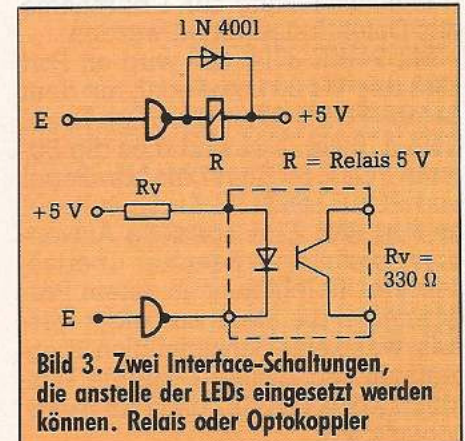 1 N 4001
E +5 V
R R = Relais 5 V
Rv
+5 V
Rv =
330 Ω
E
Bild 3. Zwei Interface-Schaltungen,
die anstelle der LEDs eingesetzt werden
können. Relais oder Optokoppler